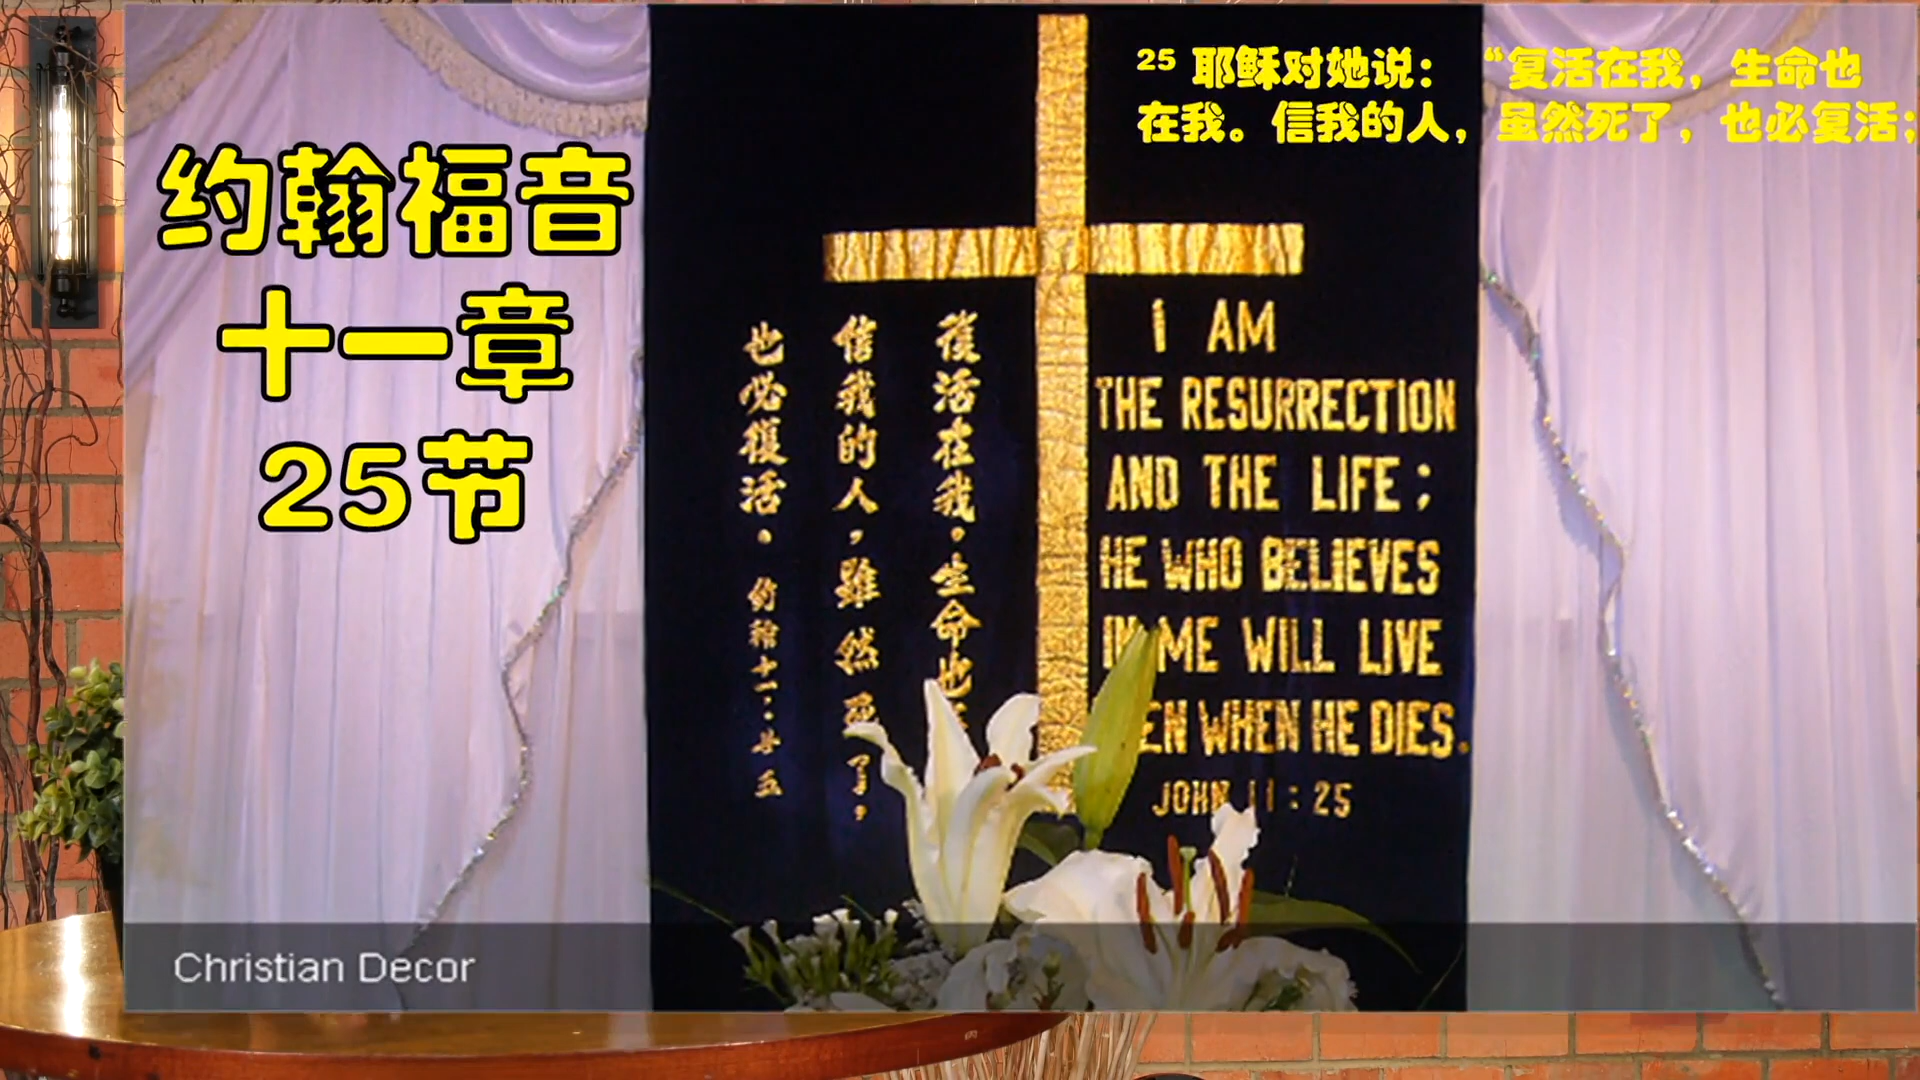 25 耶稣对她说：“复活在我，生命也
在我。信我的人，虽然死了，也必复活；
约翰福音
十一章
25节
復活在我。生命也
信我的人，雖然死了，
也必復活。
約翰十一：廿五
I AM
THE RESURRECTION
AND THE LIFE;
HE WHO BELIEVES
IN ME WILL LIVE
WHEN HE DIES.
JOHN 11:25
Christian Decor